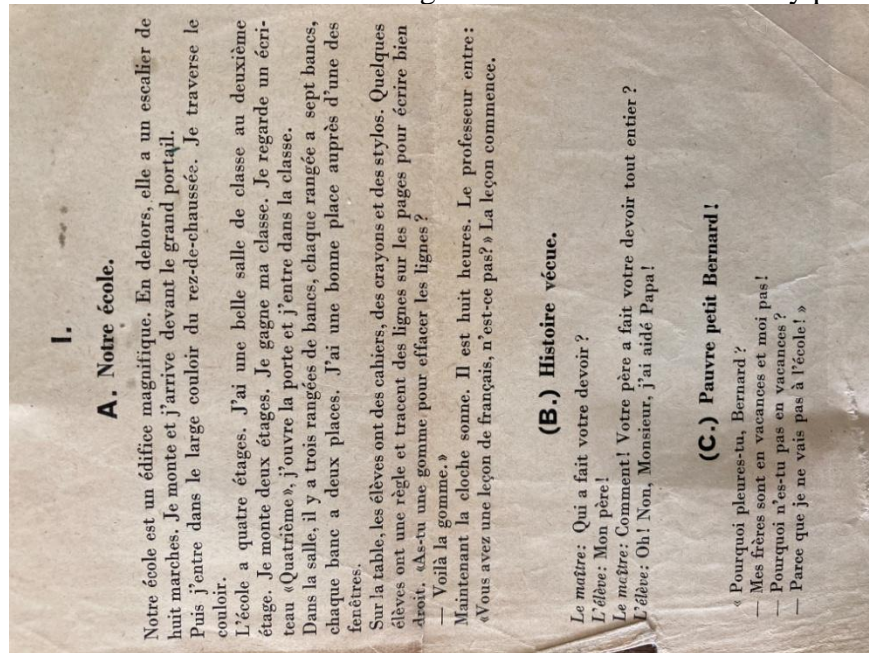 I.
A. Notre école.
Notre école est un édifice magnifique. En dehors, elle a un escalier de
huit marches. Je monte et j'arrive devant le grand portail.
Puis j'entre dans le large couloir du rez-de-chaussée. Je traverse le
couloir.
L'école a quatre étages. J'ai une belle salle de classe au deuxième
étage. Je monte deux étages. Je gagne ma classe. Je regarde un écri-
teau «Quatrième», j'ouvre la porte et j'entre dans la classe.
Dans la salle, il y a trois rangées de bancs, chaque rangée a sept bancs,
chaque banc a deux places. J'ai une bonne place auprès d'une des
fenêtres.
Sur la table, les élèves ont des cahiers, des crayons et des stylos. Quelques
élèves ont une règle et tracent des lignes sur les pages pour écrire bien
droit. «As-tu une gomme pour effacer les lignes?
— Voilà la gomme.»
Maintenant la cloche sonne. Il est huit heures. Le professeur entre:
«Vous avez une leçon de français, n'est-ce pas?» La leçon commence.
(B.) Histoire vécue.
Le maître: Qui a fait votre devoir?
L'élève: Mon père!
Le maître: Comment! Votre père a fait votre devoir tout entier?
L'élève: Oh! Non, Monsieur, j'ai aidé Papa!
(C.) Pauvre petit Bernard!
« Pourquoi pleures-tu, Bernard?
— Mes frères sont en vacances et moi pas!
— Pourquoi n'es-tu pas en vacances?
— Parce que je ne vais pas à l'école!»